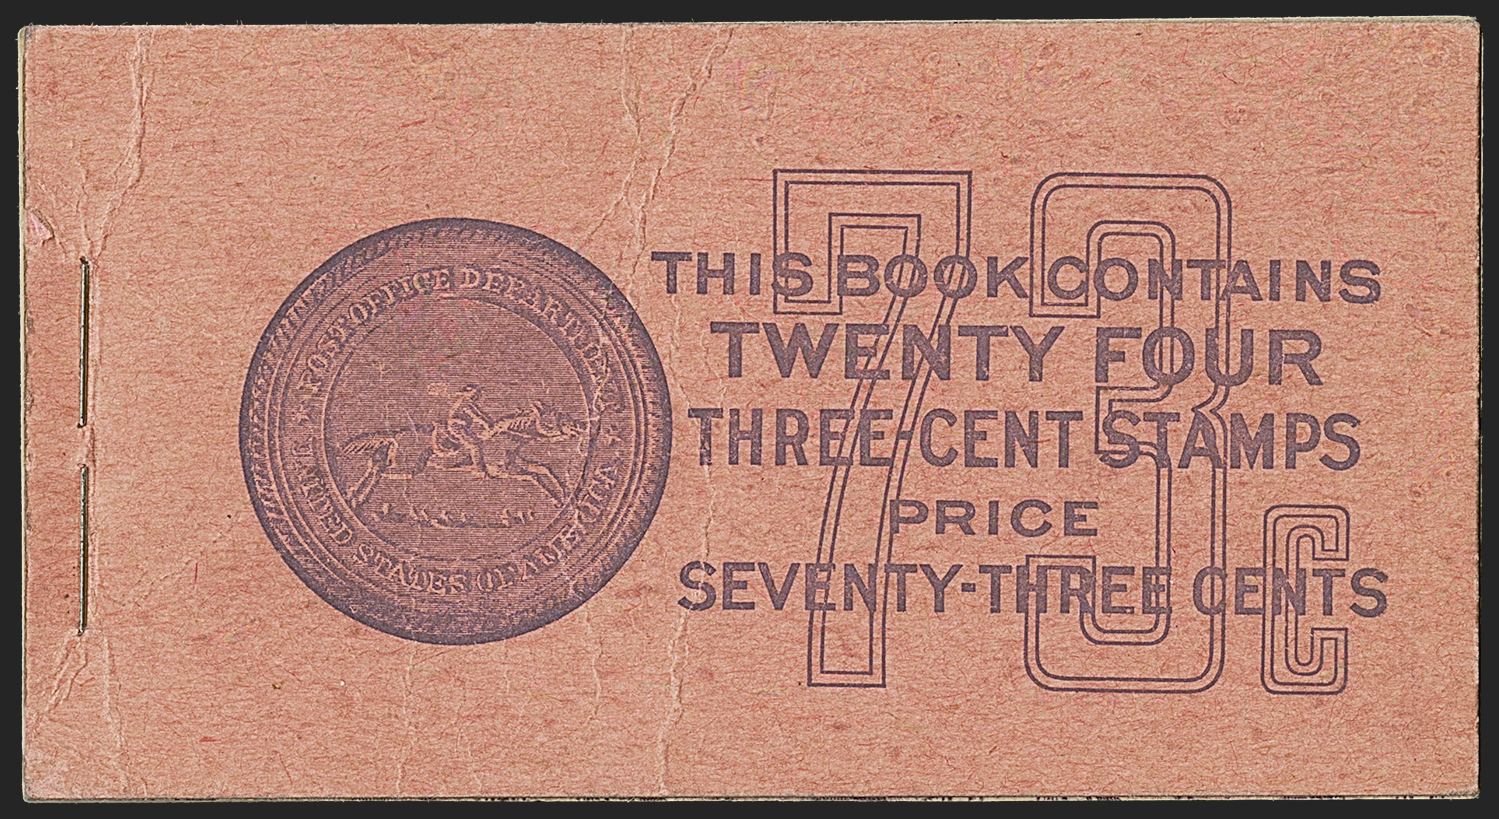 POST OFFICE DEPARTMENT
UNITED STATES OF AMERICA
73c
THIS BOOK CONTAINS
TWENTY FOUR
THREE-CENT STAMPS
PRICE
SEVENTY-THREE CENTS